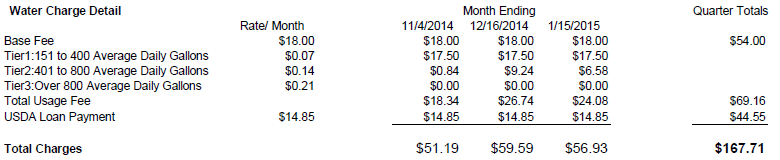 Water Charge Detail Month Ending Quarter Totals
Rate/ Month 11/4/2014 12/16/2014 1/15/2015
Base Fee $18.00 $18.00 $18.00 $18.00 $54.00
Tier1:151 to 400 Average Daily Gallons $0.07 $17.50 $17.50 $17.50
Tier2:401 to 800 Average Daily Gallons $0.14 $0.84 $9.24 $6.58
Tier3:Over 800 Average Daily Gallons $0.21 $0.00 $0.00 $0.00
Total Usage Fee $18.34 $26.74 $24.08 $69.16
USDA Loan Payment $14.85 $14.85 $14.85 $14.85 $44.55
Total Charges $51.19 $59.59 $56.93 $167.71